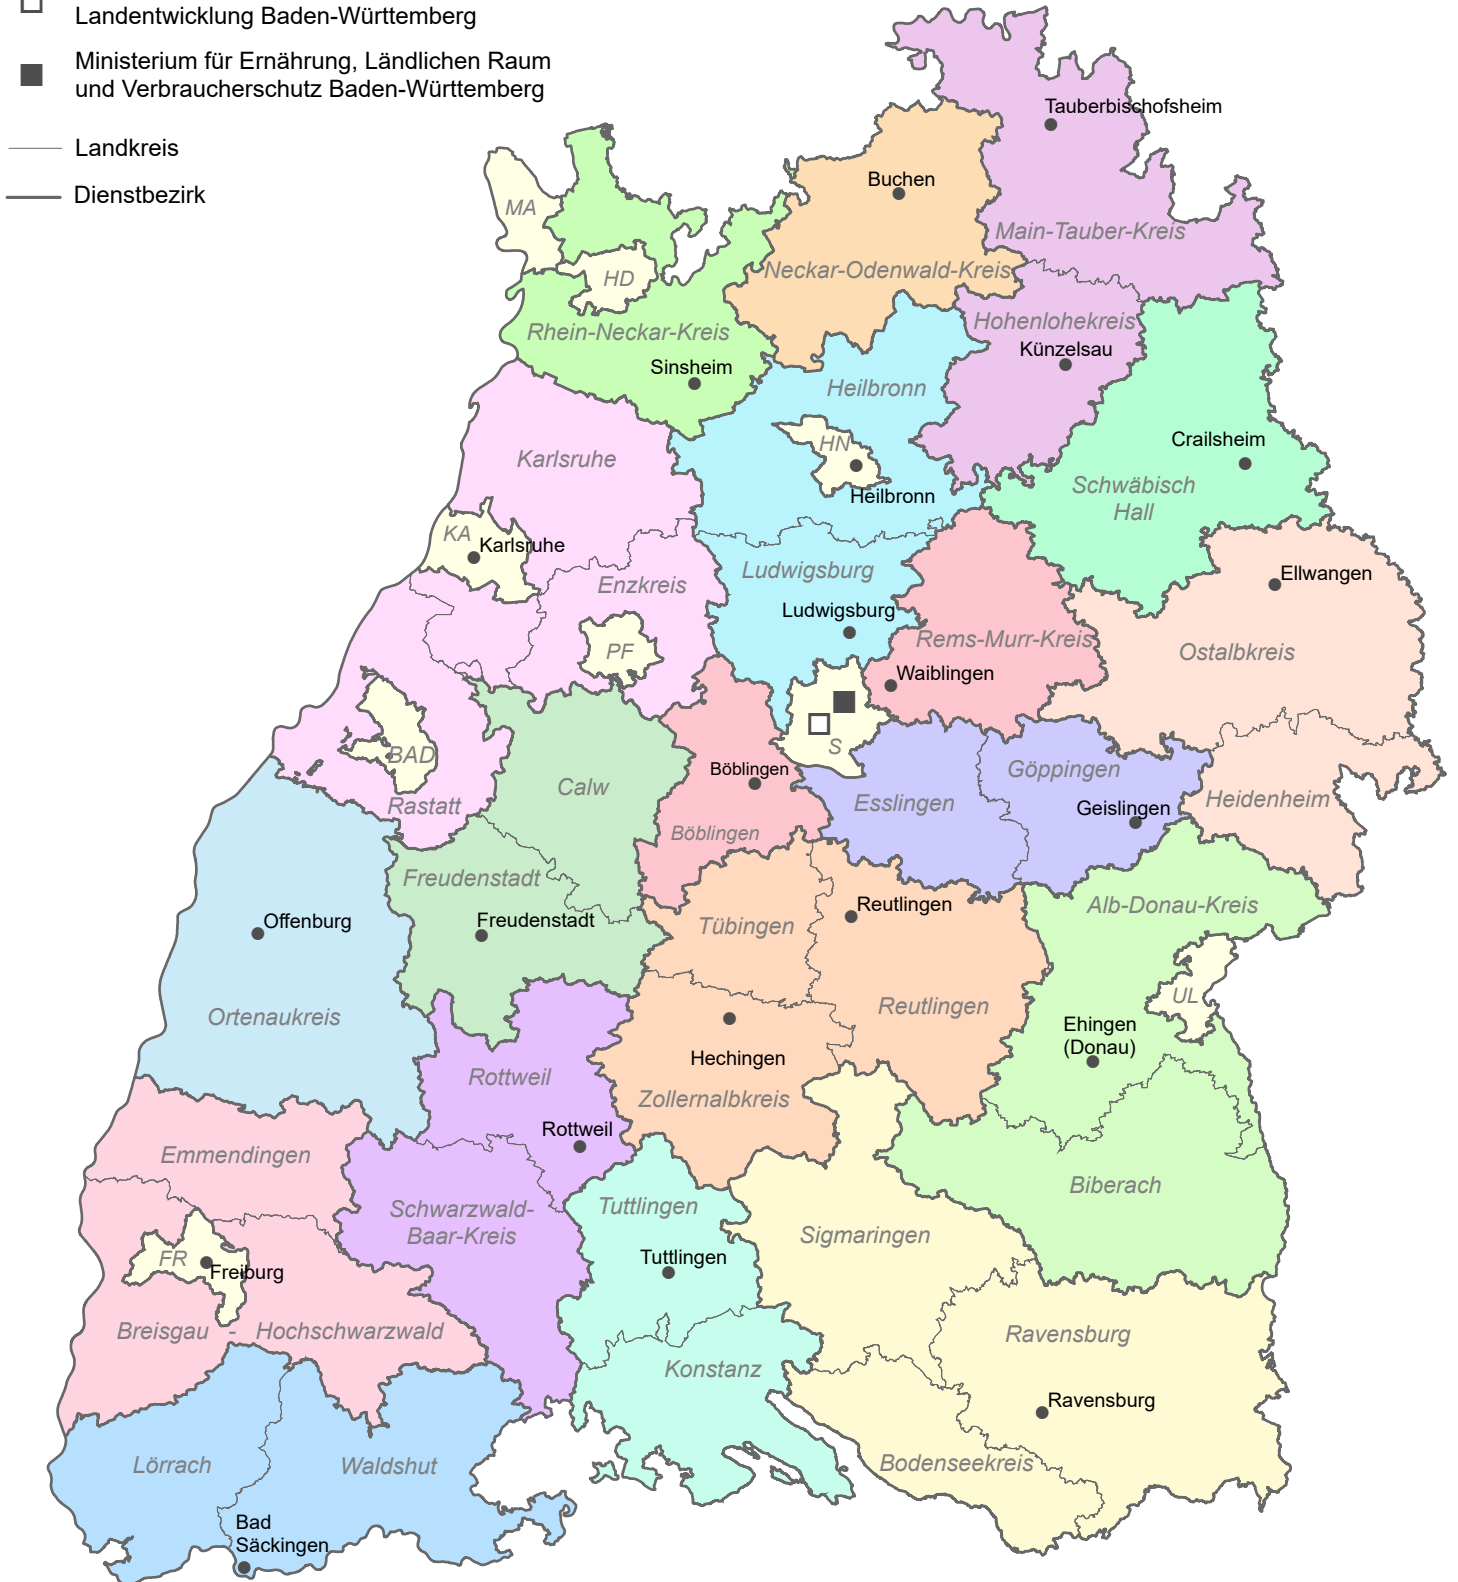 Landentwicklung Baden-Württemberg
Ministerium für Ernährung, Ländlichen Raum
und Verbraucherschutz Baden-Württemberg
Landkreis
Dienstbezirk
Tauberbischofsheim
Buchen
MA
Main-Tauber-Kreis
HD
Neckar-Odenwald-Kreis
Rhein-Neckar-Kreis
Hohenlohekreis
Künzelsau
Sinsheim
Heilbronn
HN
Crailsheim
Karlsruhe
Heilbronn
Schwäbisch
Hall
KA
Karlsruhe
Enzkreis
Ludwigsburg
Ellwangen
Ludwigsburg
Rems-Murr-Kreis
PF
Ostalbkreis
Waiblingen
S
BAD
Böblingen
Göppingen
Calw
Esslingen
Geislingen
Heidenheim
Rastatt
Böblingen
Freudenstadt
Reutlingen
Alb-Donau-Kreis
Offenburg
Freudenstadt
Tübingen
UL
Ortenaukreis
Reutlingen
Ehingen
(Donau)
Hechingen
Rottweil
Zollernalbkreis
Rottweil
Emmendingen
Biberach
Schwarzwald-
Baar-Kreis
Tuttlingen
Sigmaringen
FR
Freiburg
Tuttlingen
Breisgau - Hochschwarzwald
Ravensburg
Konstanz
Ravensburg
Lörrach
Waldshut
Bodenseekreis
Bad
Säckingen